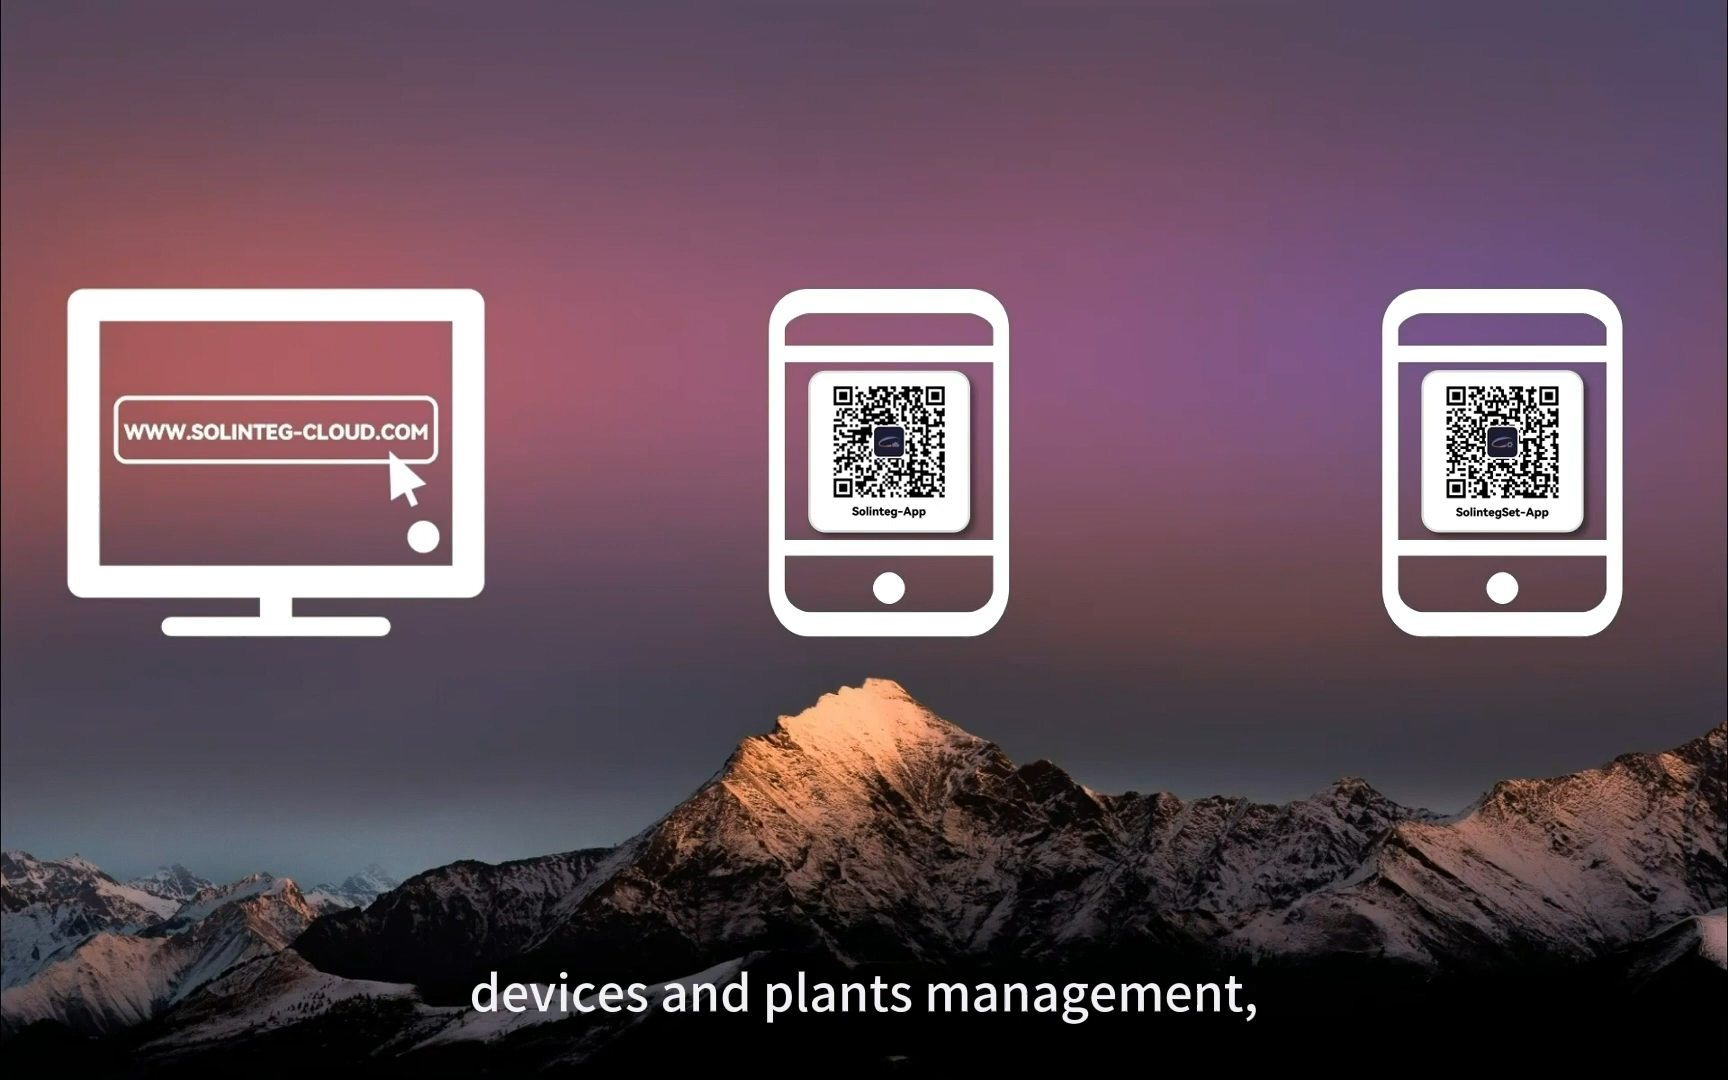 WWW.SOLINTEG-CLOUD.COM
Solinteg-App
SolintegSet-App
devices and plants management,